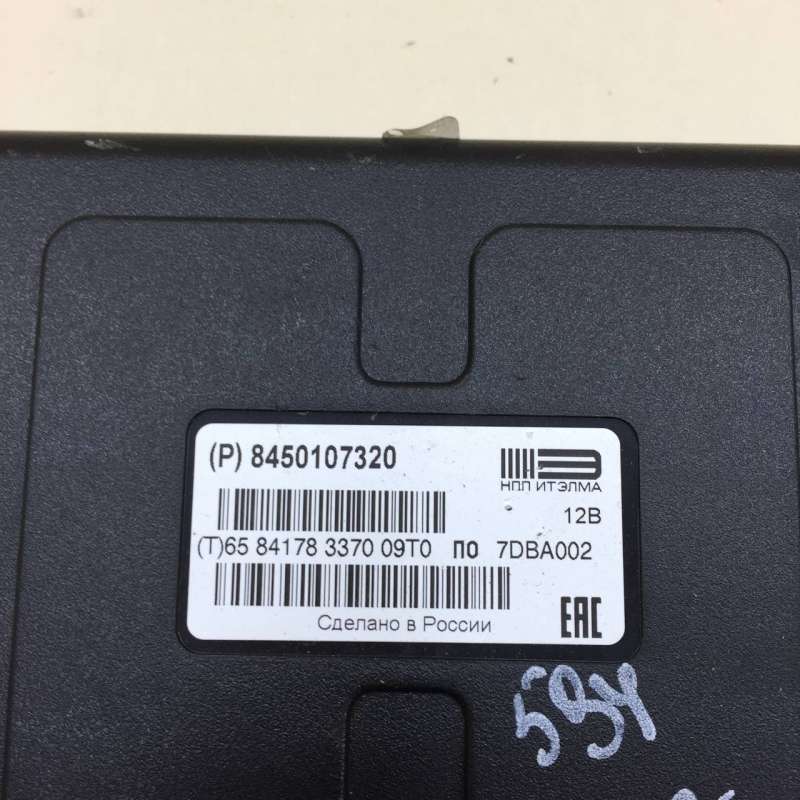 (P) 8450107320
НПП ИТЭЛМА
12В
(T)65 84178 3370 09T0 ПО 7DBA002
Сделано в России
EAC